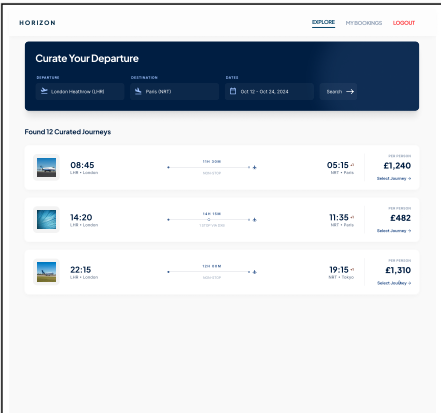 HORIZON
EXPLORE MY BOOKINGS LOGOUT
Curate Your Departure
DEPARTURE DESTINATION DATES
London Heathrow (LHR) Paris (NRT) Oct 12 - Oct 24, 2024 Search →
Found 12 Curated Journeys
PER PERSON
08:45 11H 30M 05:15 +1 £1,240
LHR • London NON-STOP NRT • Paris Select Journey →
PER PERSON
14:20 14H 15M 11:35 +1 £482
LHR • London NRT • Paris Select Journey →
PER PERSON
22:15 12H 00M 19:15 +1 £1,310
LHR • London NON-STOP NRT • Tokyo Select Journey →